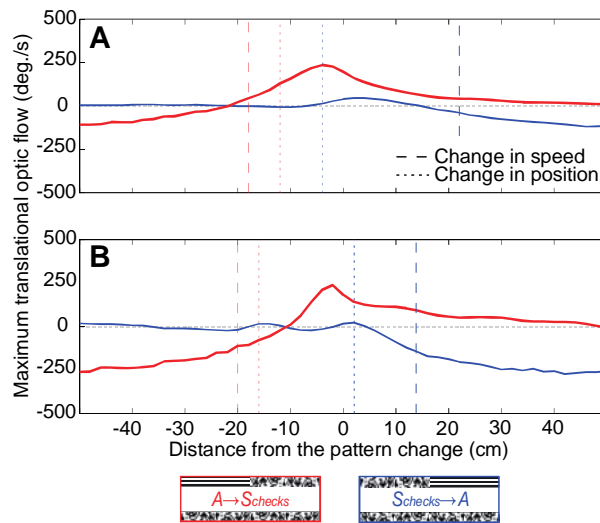 Maximum translational optic flow (deg./s)
A
500
250
0
-250
-500
Change in speed
Change in position
B
500
250
0
-250
-500
-40 -30 -20 -10 0 10 20 30 40
Distance from the pattern change (cm)
A→Schecks
Schecks→A